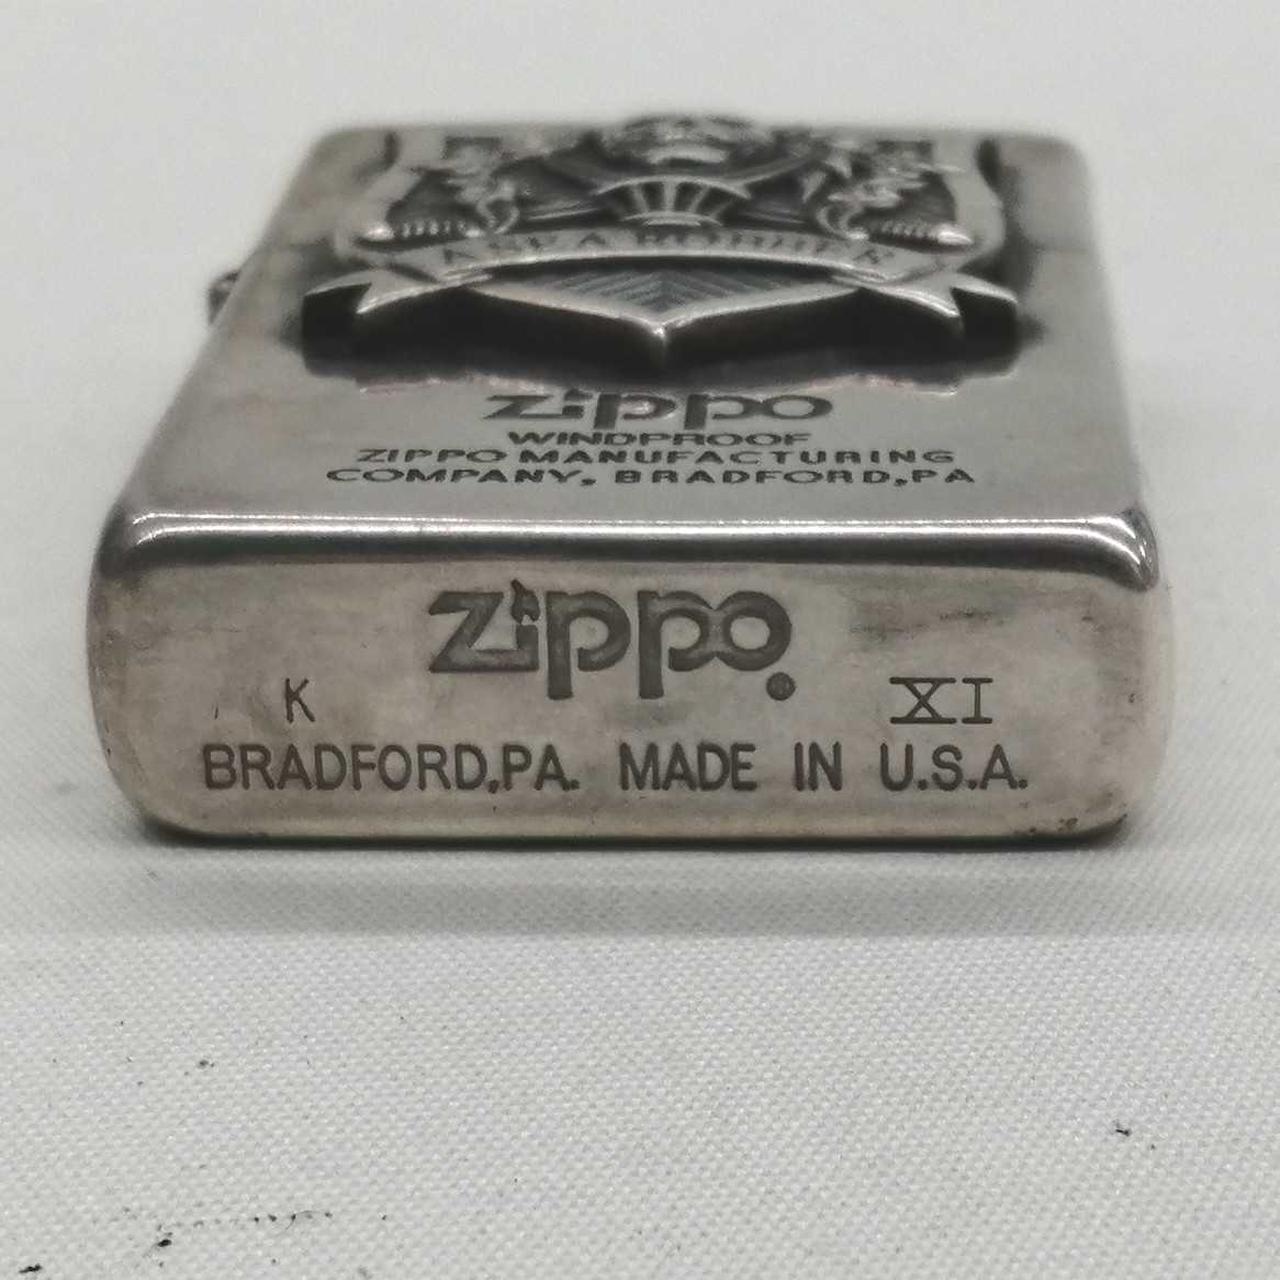 Zippo
WINDPROOF
ZIPPO MANUFACTURING
COMPANY, BRADFORD,PA
Zippo®
K XI
BRADFORD,PA. MADE IN U.S.A.